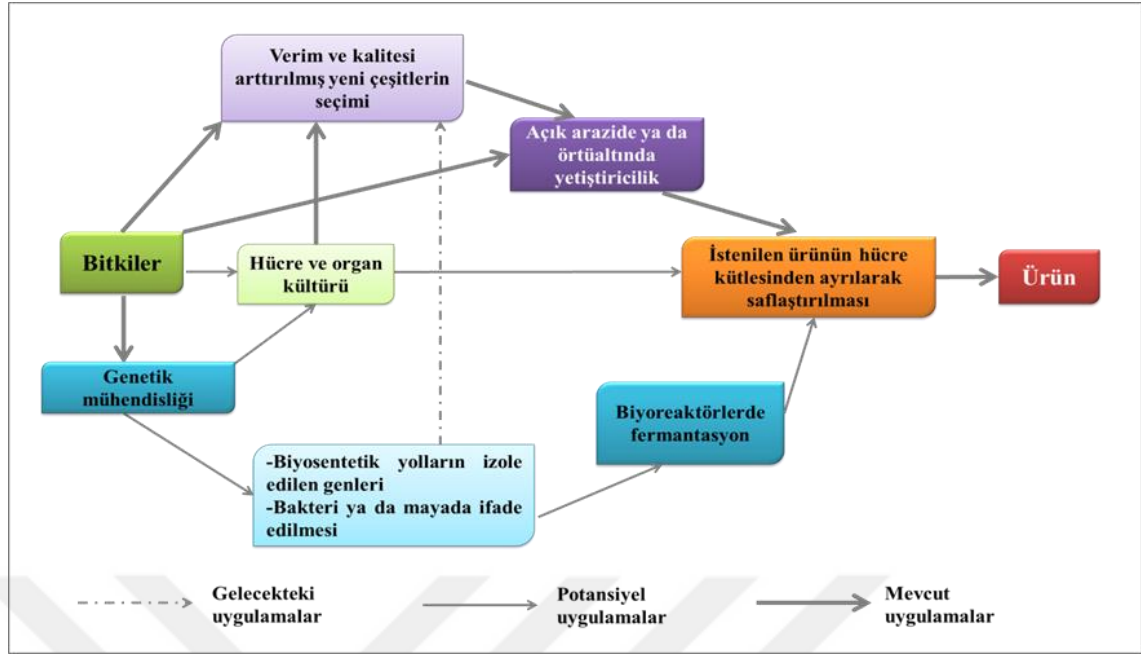 Verim ve kalitesi
arttırılmış yeni çeşitlerin
seçimi
Açık arazide ya da
örtüaltında
yetiştiricilik
Bitkiler
Hücre ve organ
kültürü
İstenilen ürünün hücre
kütlesinden ayrılarak
saflaştırılması
Ürün
Genetik
mühendisliği
Biyoreaktörlerde
fermantasyon
-Biyosentetik yolların izole
edilen genleri
-Bakteri ya da mayada ifade
edilmesi
Gelecekteki
uygulamalar
Potansiyel
uygulamalar
Mevcut
uygulamalar